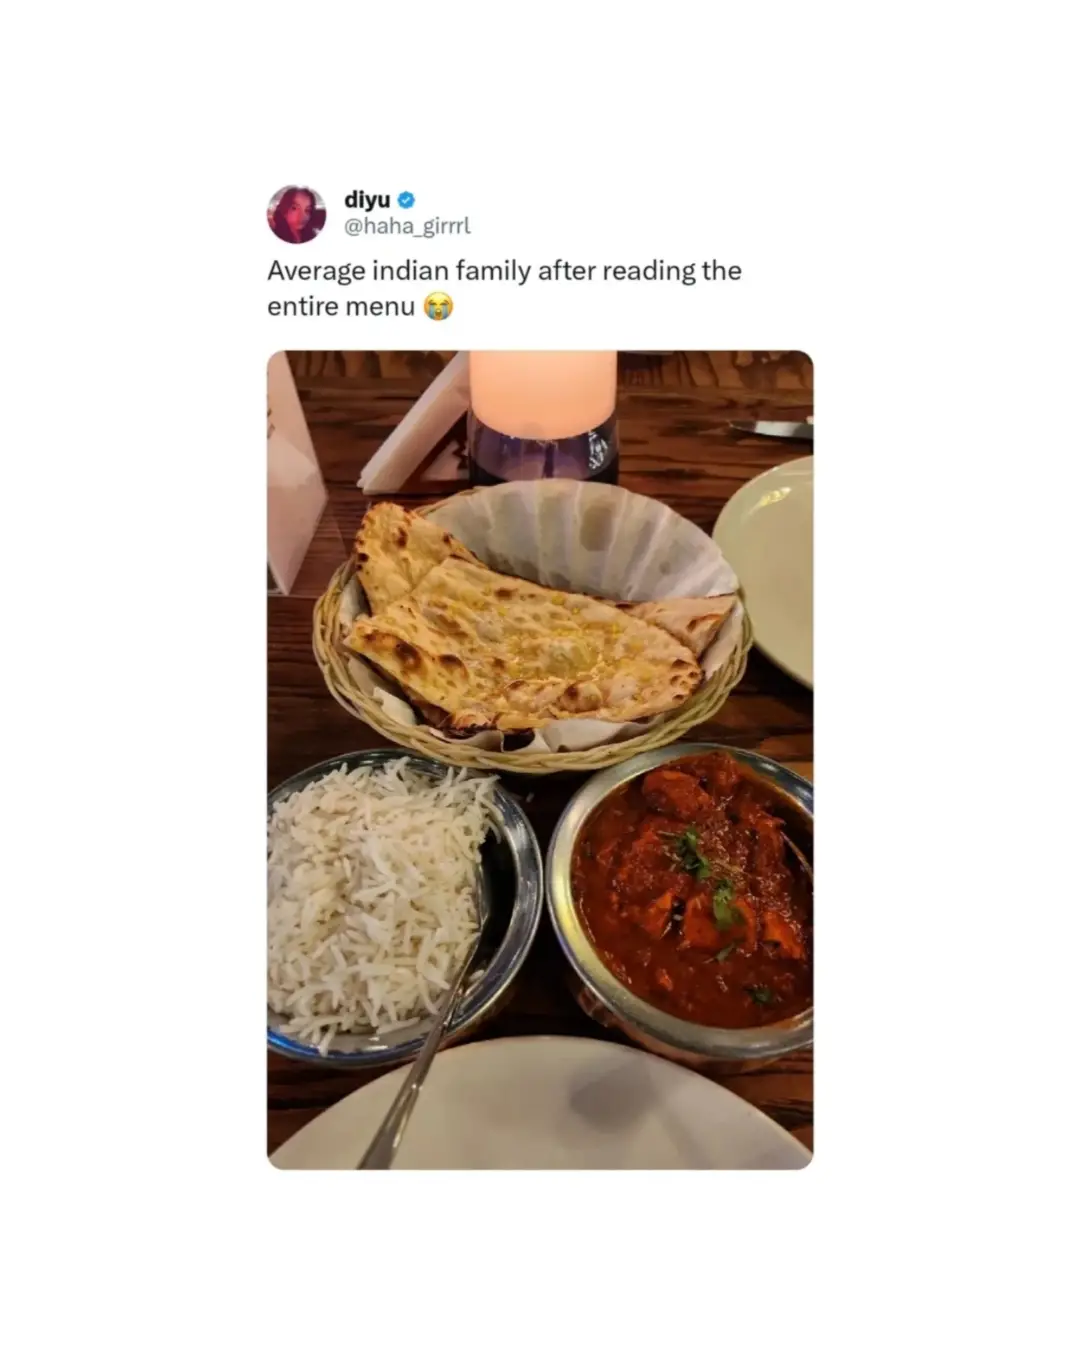 diyu
@haha_girrrl
Average indian family after reading the
entire menu 😭